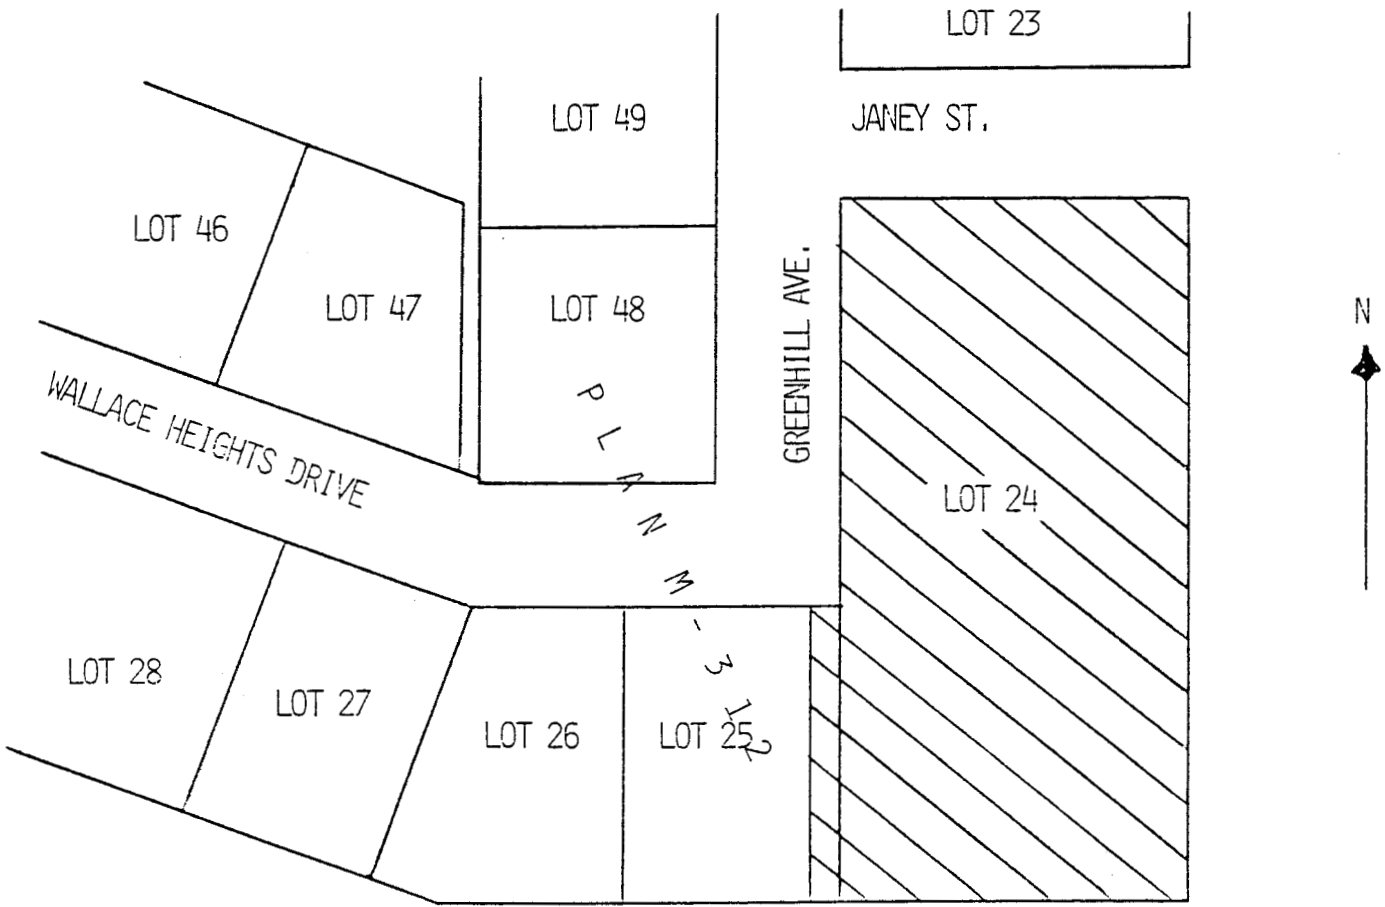 LOT 23
LOT 49
JANEY ST.
LOT 46
LOT 47
LOT 48
GREENHILL AVE.
N
WALLACE HEIGHTS DRIVE
PLAN M-312
LOT 24
LOT 28
LOT 27
LOT 26
LOT 25